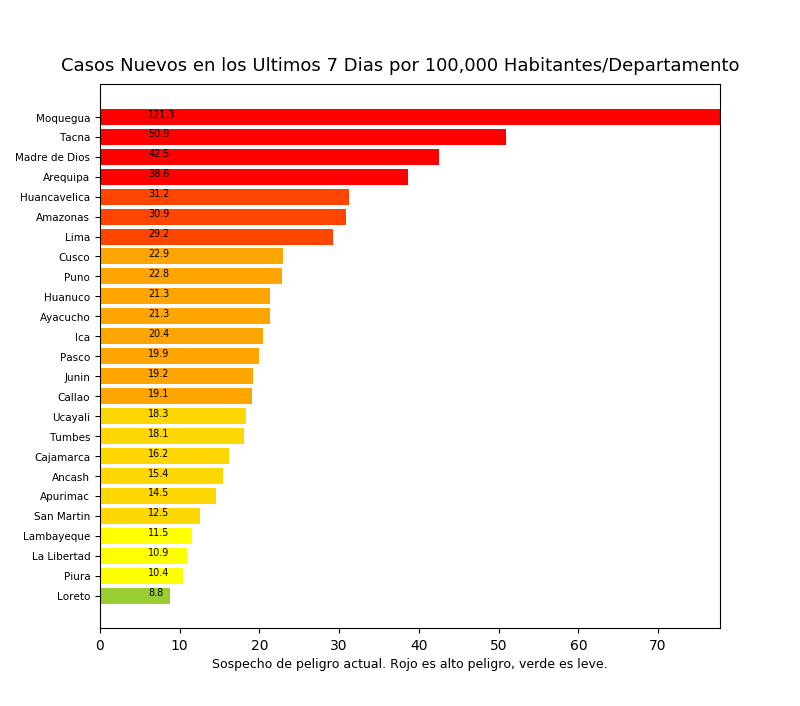 Casos Nuevos en los Ultimos 7 Dias por 100,000 Habitantes/Departamento
Moquegua 121.3
Tacna 50.9
Madre de Dios 42.5
Arequipa 38.6
Huancavelica 31.2
Amazonas 30.9
Lima 29.2
Cusco 22.9
Puno 22.8
Huanuco 21.3
Ayacucho 21.3
Ica 20.4
Pasco 19.9
Junin 19.2
Callao 19.1
Ucayali 18.3
Tumbes 18.1
Cajamarca 16.2
Ancash 15.4
Apurimac 14.5
San Martin 12.5
Lambayeque 11.5
La Libertad 10.9
Piura 10.4
Loreto 8.8
0 10 20 30 40 50 60 70
Sospecho de peligro actual. Rojo es alto peligro, verde es leve.